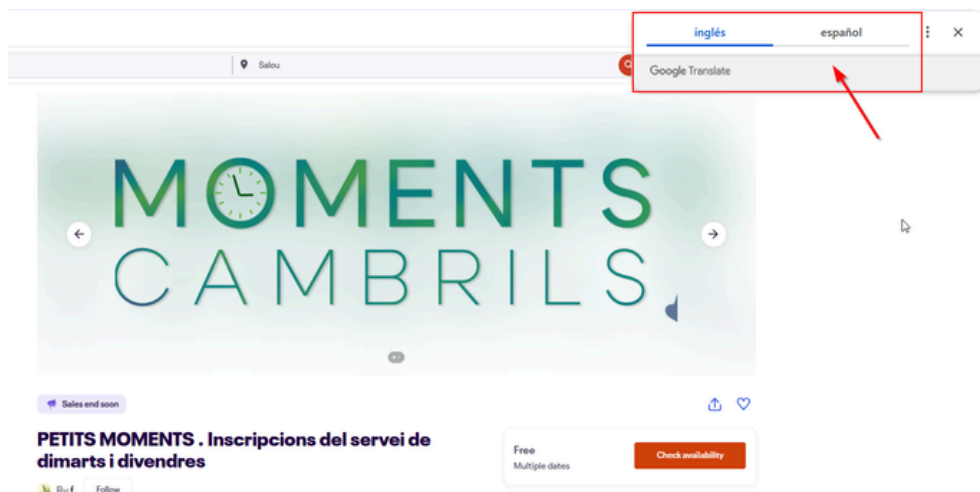 inglés español
Google Translate
Salou
MOMENTS
CAMBRILS
Sales end soon
PETITS MOMENTS . Inscripcions del servei de
dimarts i divendres
Free
Multiple dates
Check availability
By f Follow